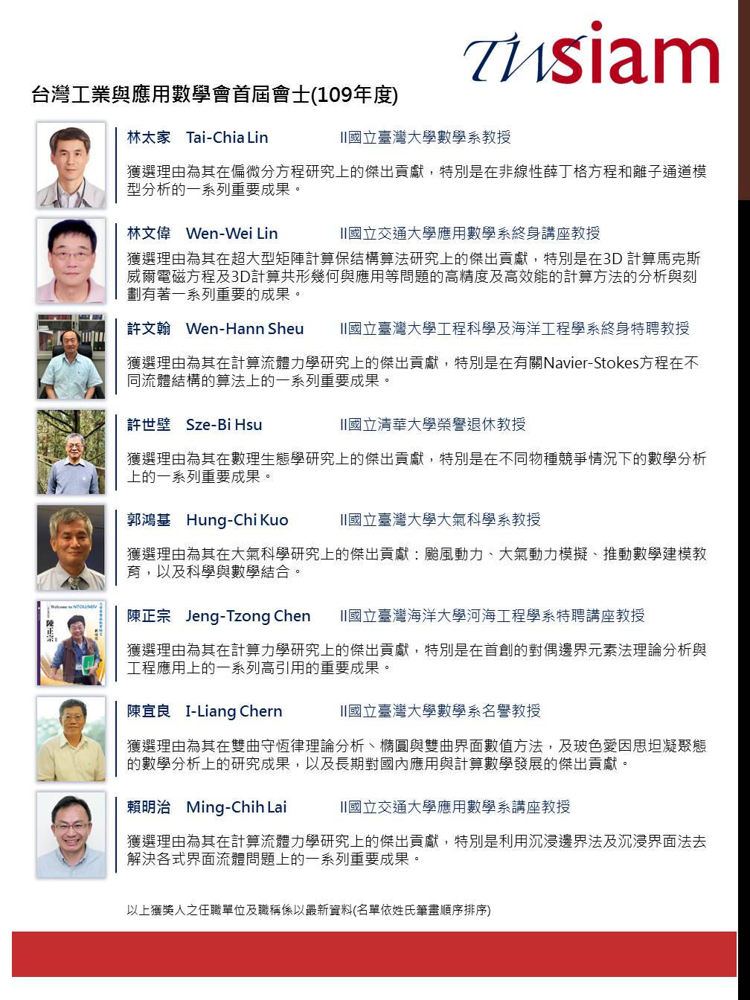 TWsiam
台灣工業與應用數學會首屆會士(109年度)
林太家 Tai-Chia Lin II國立臺灣大學數學系教授
獲選理由為其在偏微分方程研究上的傑出貢獻，特別是在非線性薛丁格方程和離子通道模
型分析的一系列重要成果。
林文偉 Wen-Wei Lin II國立交通大學應用數學系終身講座教授
獲選理由為其在超大型矩陣計算保结構算法研究上的傑出貢獻，特別是在3D 計算馬克斯
威爾電磁方程及3D計算共形幾何與應用等問題的高精度及高效能的計算方法的分析與刻
劃有著一系列重要的成果。
許文翰 Wen-Hann Sheu II國立臺灣大學工程科學及海洋工程學系終身特聘教授
獲選理由為其在計算流體力學研究上的傑出貢獻，特別是在有關Navier-Stokes方程在不
同流體結構的算法上的一系列重要成果。
許世壁 Sze-Bi Hsu II國立清華大學榮譽退休教授
獲選理由為其在數理生態學研究上的傑出貢獻，特別是在不同物種競爭情況下的數學分析
上的一系列重要成果。
郭鴻基 Hung-Chi Kuo II國立臺灣大學大氣科學系教授
獲選理由為其在大氣科學研究上的傑出貢獻：颱風動力、大氣動力模擬、推動數學建模教
育，以及科學與數學結合。
Welcome to NTOU/MSV
陳正宗
陳正宗 Jeng-Tzong Chen II國立臺灣海洋大學河海工程學系特聘講座教授
獲選理由為其在計算力學研究上的傑出貢獻，特別是在首創的對偶邊界元素法理論分析與
工程應用上的一系列高引用的重要成果。
陳宜良 I-Liang Chern II國立臺灣大學數學系名譽教授
獲選理由為其在雙曲守恆律理論分析、橢圓與雙曲界面數值方法，及玻色愛因思坦凝聚態
的數學分析上的研究成果，以及長期對國內應用與計算數學發展的傑出貢獻。
賴明治 Ming-Chih Lai II國立交通大學應用數學系講座教授
獲選理由為其在計算流體力學研究上的傑出貢獻，特別是利用沉浸邊界法及沉浸界面法去
解決各式界面流體問題上的一系列重要成果。
以上獲獎人之任職單位及職稱係以最新資料(名單依姓氏筆畫順序排序)